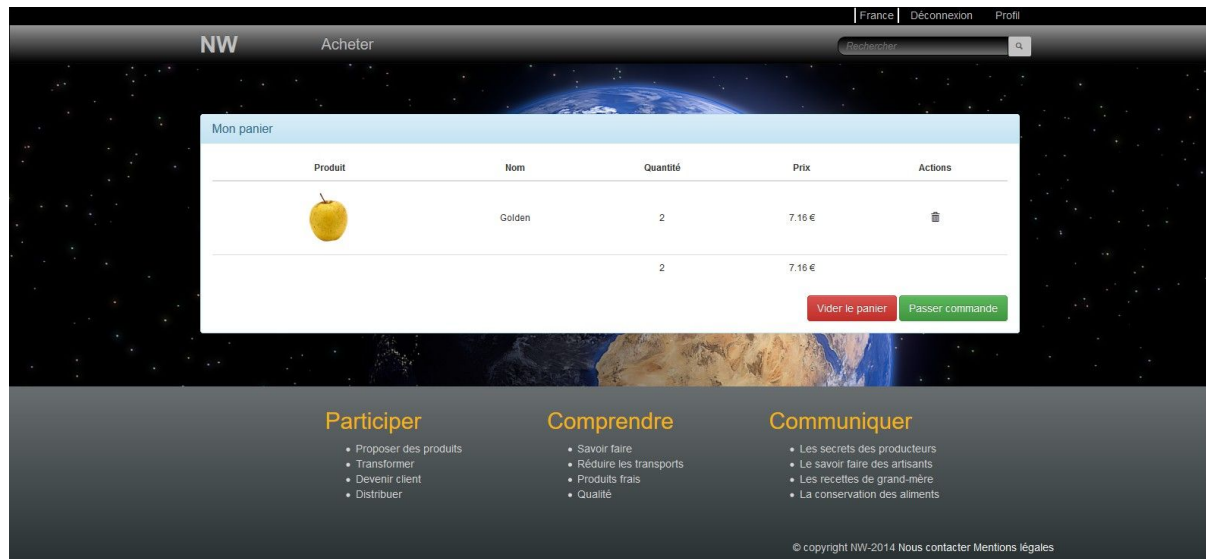 France Déconnexion Profil
NW Acheter Rechercher
Mon panier
Produit Nom Quantité Prix Actions
Golden 2 7.16 €
2 7.16 €
Vider le panier Passer commande
Participer Comprendre Communiquer
Proposer des produits Savoir faire Les secrets des producteurs
Transformer Réduire les transports Le savoir faire des artisants
Devenir client Produits frais Les recettes de grand-mère
Distribuer Qualité La conservation des aliments
© copyright NW-2014 Nous contacter Mentions légales